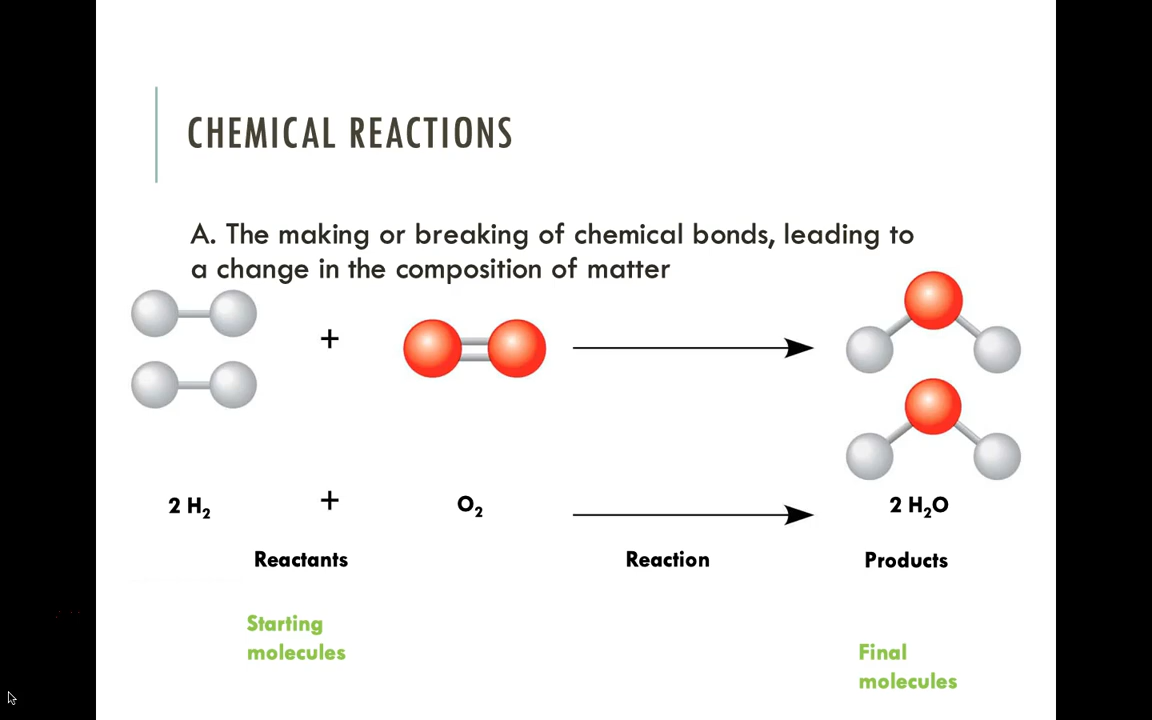 CHEMICAL REACTIONS
A. The making or breaking of chemical bonds, leading to
a change in the composition of matter
+
2 H₂ + O₂ 2 H₂O
Reactants Reaction Products
Starting
molecules
Final
molecules